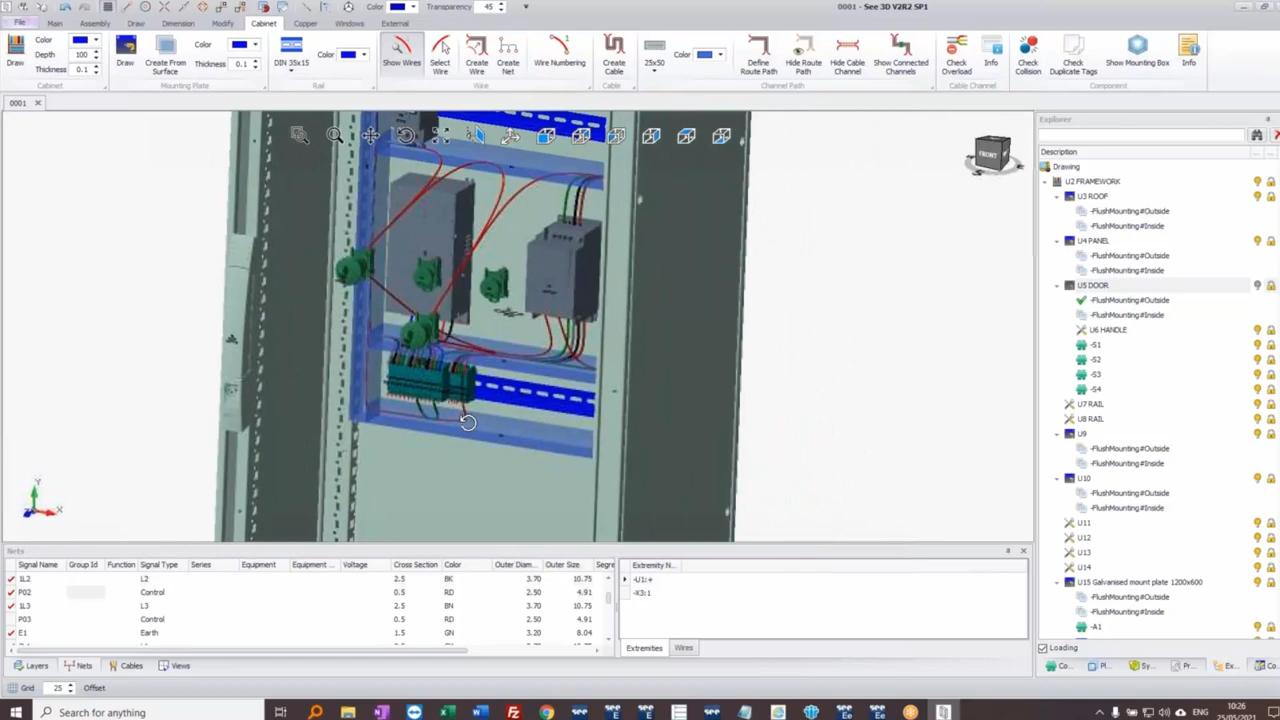 Color
Transparency
45
0001 - See 3D V2R2 SP1
File
Main
Assembly
Draw
Dimension
Modify
Cabinet
Copper
Windows
External
Draw
Color
Depth
100
Thickness
0.1
Cabinet
Draw
Create From
Surface
Color
Thickness
0.1
Mounting Plate
DIN 35x15
Color
Rail
Show Wires
Select
Wire
Create
Wire
Create
Net
Wire Numbering
Wire
Create
Cable
Cable
25x50
Color
Define
Route Path
Hide Route
Path
Hide Cable
Channel
Show Connected
Channels
Channel Path
Check
Overload
Info
Cable Channel
Check
Collision
Check
Duplicate Tags
Show Mounting Box
Info
Component
0001
FRONT
Y
X
Explorer
Description
Drawing
U2 FRAMEWORK
U3 ROOF
-FlushMounting#Outside
-FlushMounting#Inside
U4 PANEL
-FlushMounting#Outside
-FlushMounting#Inside
U5 DOOR
-FlushMounting#Outside
-FlushMounting#Inside
U6 HANDLE
-S1
-S2
-S3
-S4
U7 RAIL
U8 RAIL
U9
-FlushMounting#Outside
-FlushMounting#Inside
U10
-FlushMounting#Outside
-FlushMounting#Inside
U11
U12
U13
U14
U15 Galvanised mount plate 1200x600
-FlushMounting#Outside
-FlushMounting#Inside
-A1
Loading
Co...
Pl...
Sy...
Pr...
Ex...
Co...
Nets
Signal Name Group Id Function Signal Type Series Equipment Equipment ... Voltage Cross Section Color Outer Diam... Outer Size Segre
1L2 L2 2.5 BK 3.70 10.75
P02 Control 0.5 RD 2.50 4.91
1L3 L3 2.5 BN 3.70 10.75
P03 Control 0.5 RD 2.50 4.91
E1 Earth 1.5 GN 3.20 8.04
Extremity N...
-U1:+
-X3:1
Extremities
Wires
Layers
Nets
Cables
Views
Grid
25
Offset
Search for anything
ENG
10:26
25/05/2021